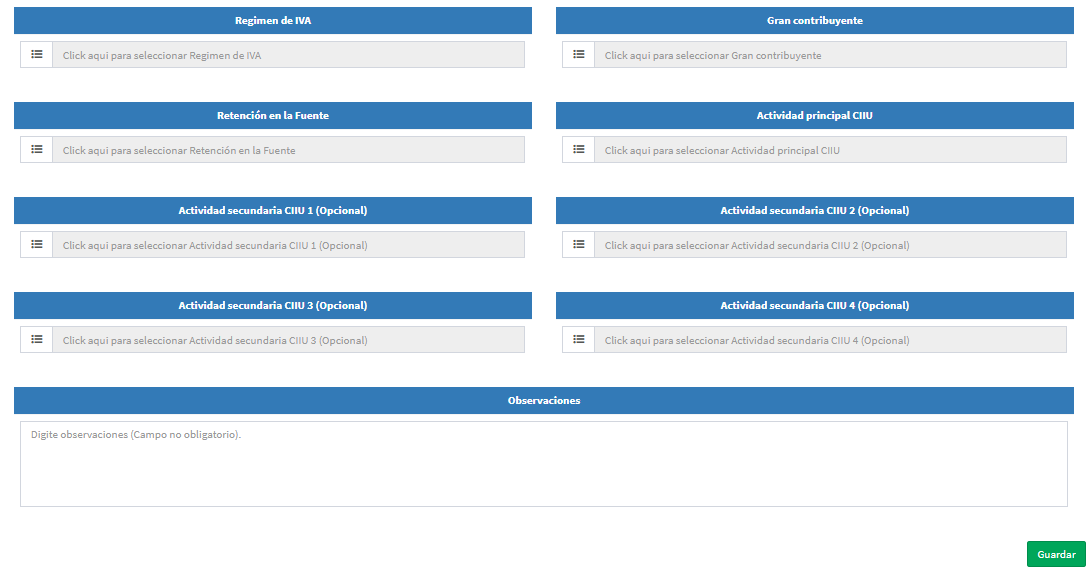 Regimen de IVA
Gran contribuyente
Click aqui para seleccionar Regimen de IVA
Click aqui para seleccionar Gran contribuyente
Retención en la Fuente
Actividad principal CIIU
Click aqui para seleccionar Retención en la Fuente
Click aqui para seleccionar Actividad principal CIIU
Actividad secundaria CIIU 1 (Opcional)
Actividad secundaria CIIU 2 (Opcional)
Click aqui para seleccionar Actividad secundaria CIIU 1 (Opcional)
Click aqui para seleccionar Actividad secundaria CIIU 2 (Opcional)
Actividad secundaria CIIU 3 (Opcional)
Actividad secundaria CIIU 4 (Opcional)
Click aqui para seleccionar Actividad secundaria CIIU 3 (Opcional)
Click aqui para seleccionar Actividad secundaria CIIU 4 (Opcional)
Observaciones
Digite observaciones (Campo no obligatorio).
Guardar